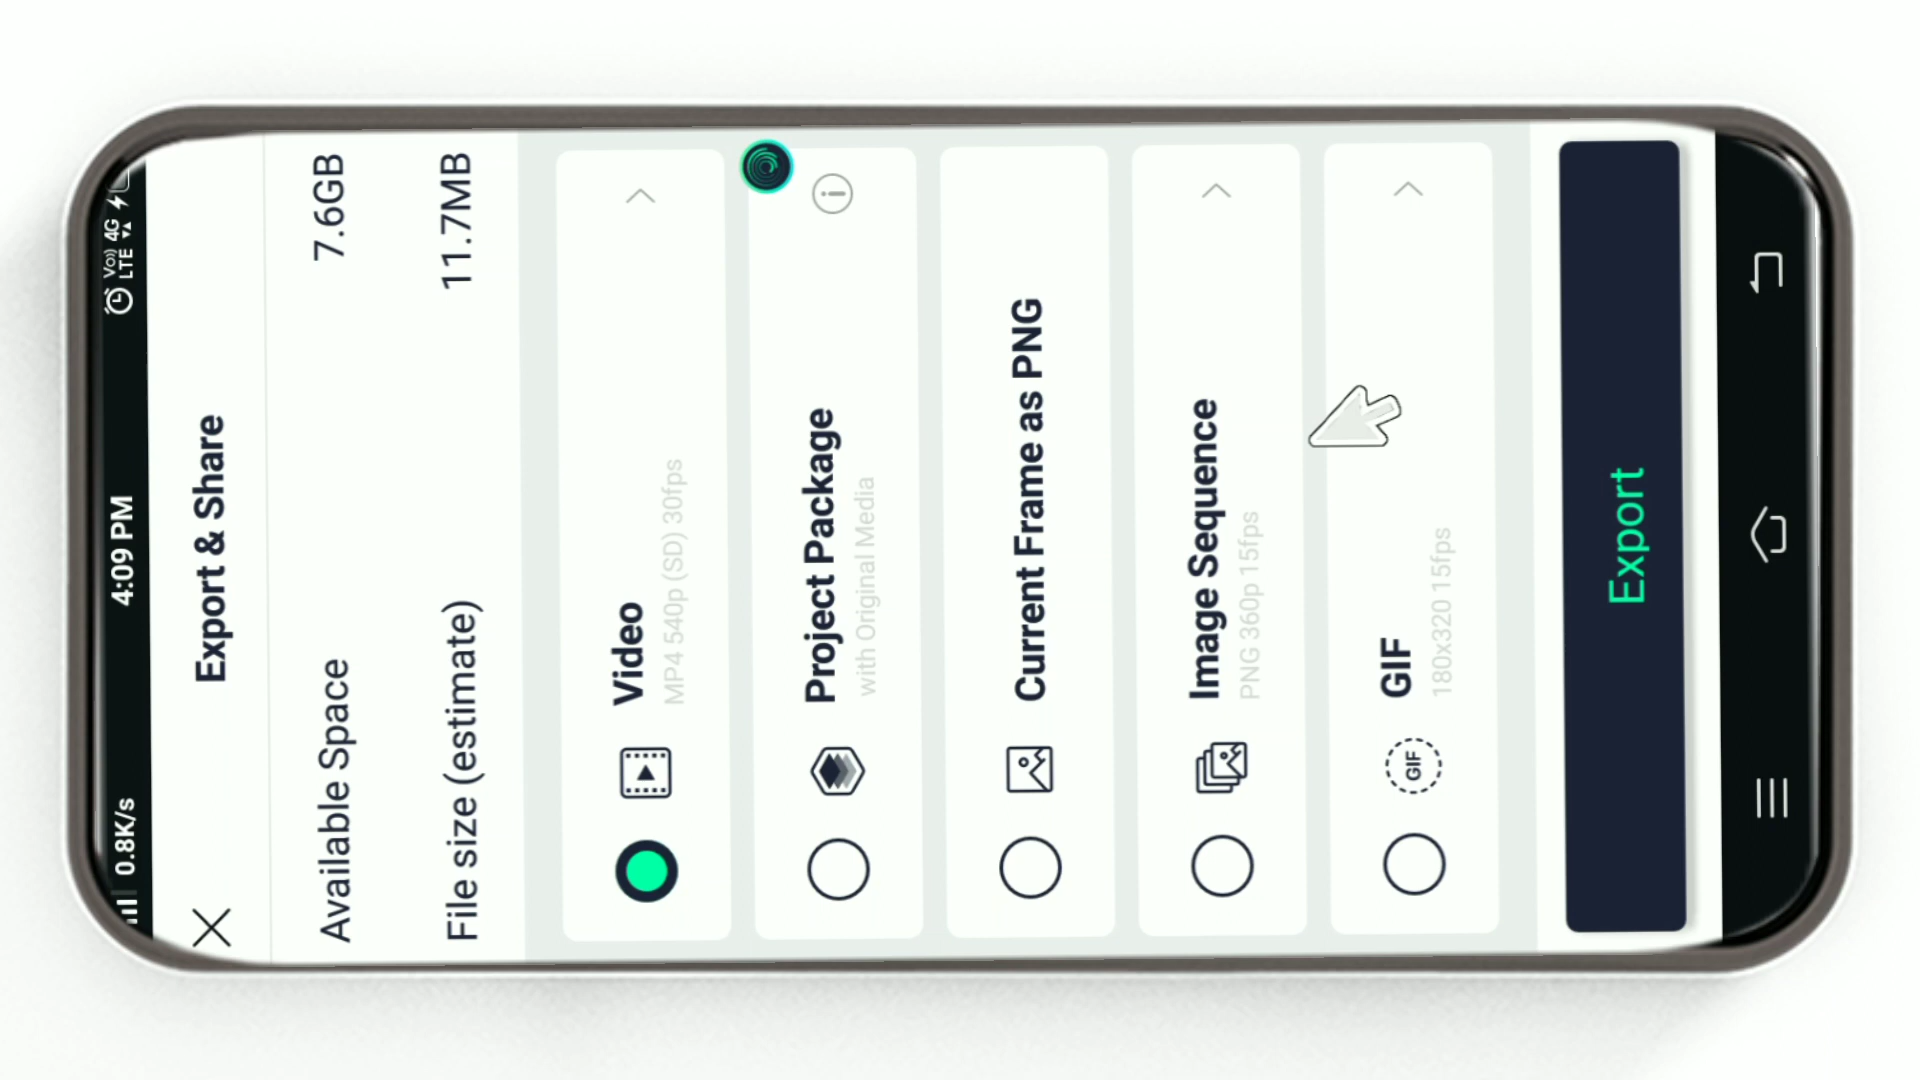 0.8K/s 4:09 PM Vo)) LTE 4G
Export & Share
Available Space 7.6GB
File size (estimate) 11.7MB
Video
MP4 540p (SD) 30fps
Project Package
with Original Media
Current Frame as PNG
Image Sequence
PNG 360p 15fps
GIF
GIF
180x320 15fps
Export